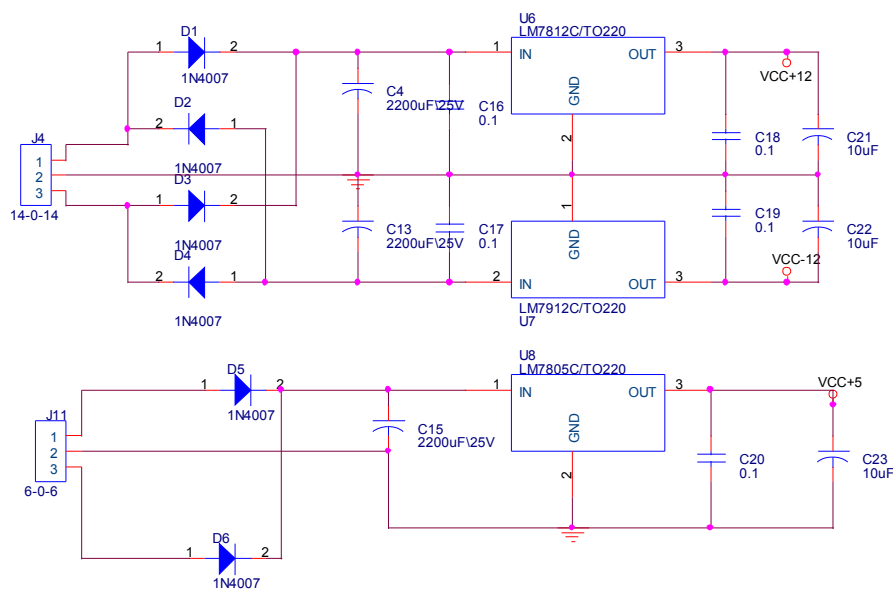 D1
1
2
1N4007
D2
2
1
1N4007
D3
1
2
1N4007
D4
2
1
1N4007
J4
1
2
3
14-0-14
C4
2200uF\25V
C16
0.1
C13
2200uF\25V
C17
0.1
U6
LM7812C/TO220
1
IN
OUT
3
GND
2
1
GND
2
IN
OUT
3
LM7912C/TO220
U7
VCC+12
C18
0.1
C21
10uF
C19
0.1
C22
10uF
VCC-12
D5
1
2
1N4007
J11
1
2
3
6-0-6
D6
1
2
1N4007
C15
2200uF\25V
U8
LM7805C/TO220
1
IN
OUT
3
GND
2
VCC+5
C20
0.1
C23
10uF